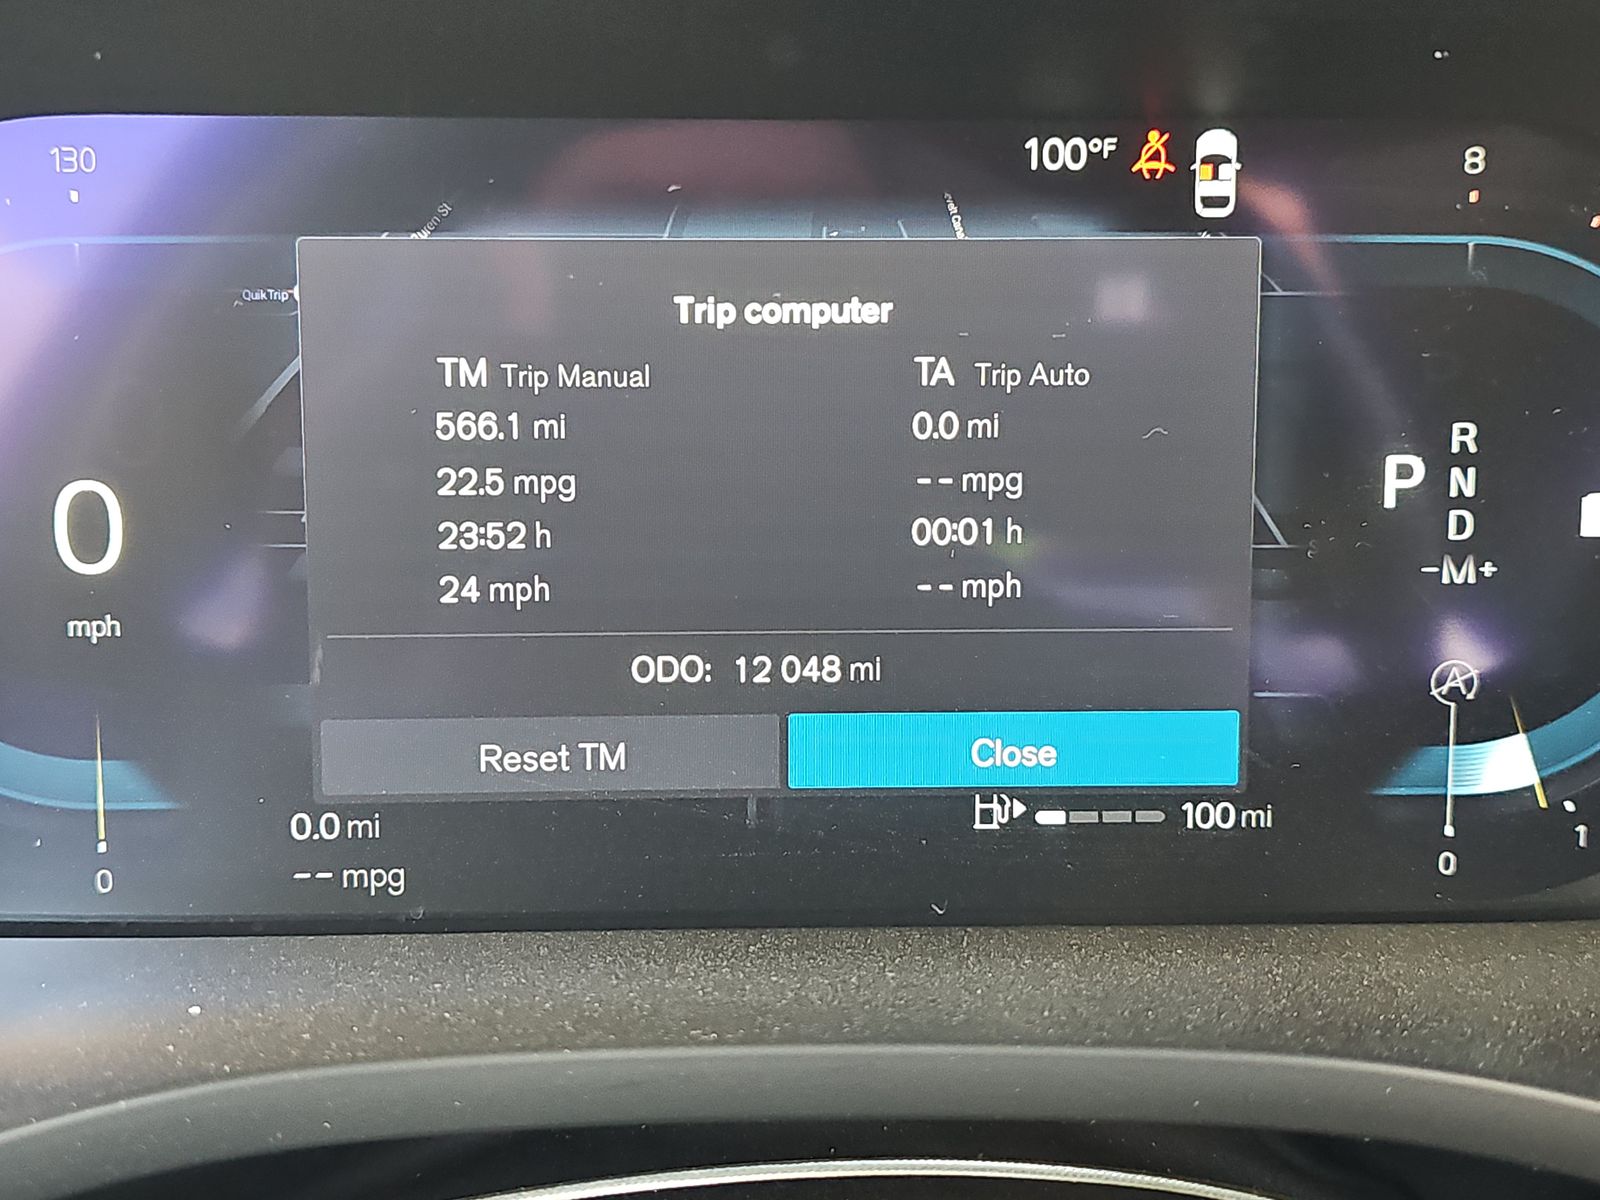 130
100°F
8
QuikTrip
Trip computer
TM Trip Manual
TA Trip Auto
566.1 mi
0.0 mi
22.5 mpg
-- mpg
23:52 h
00:01 h
24 mph
-- mph
0
mph
R
P
N
D
-M+
ODO: 12 048 mi
A
Reset TM
Close
0.0 mi
100 mi
-- mpg
0
0
1